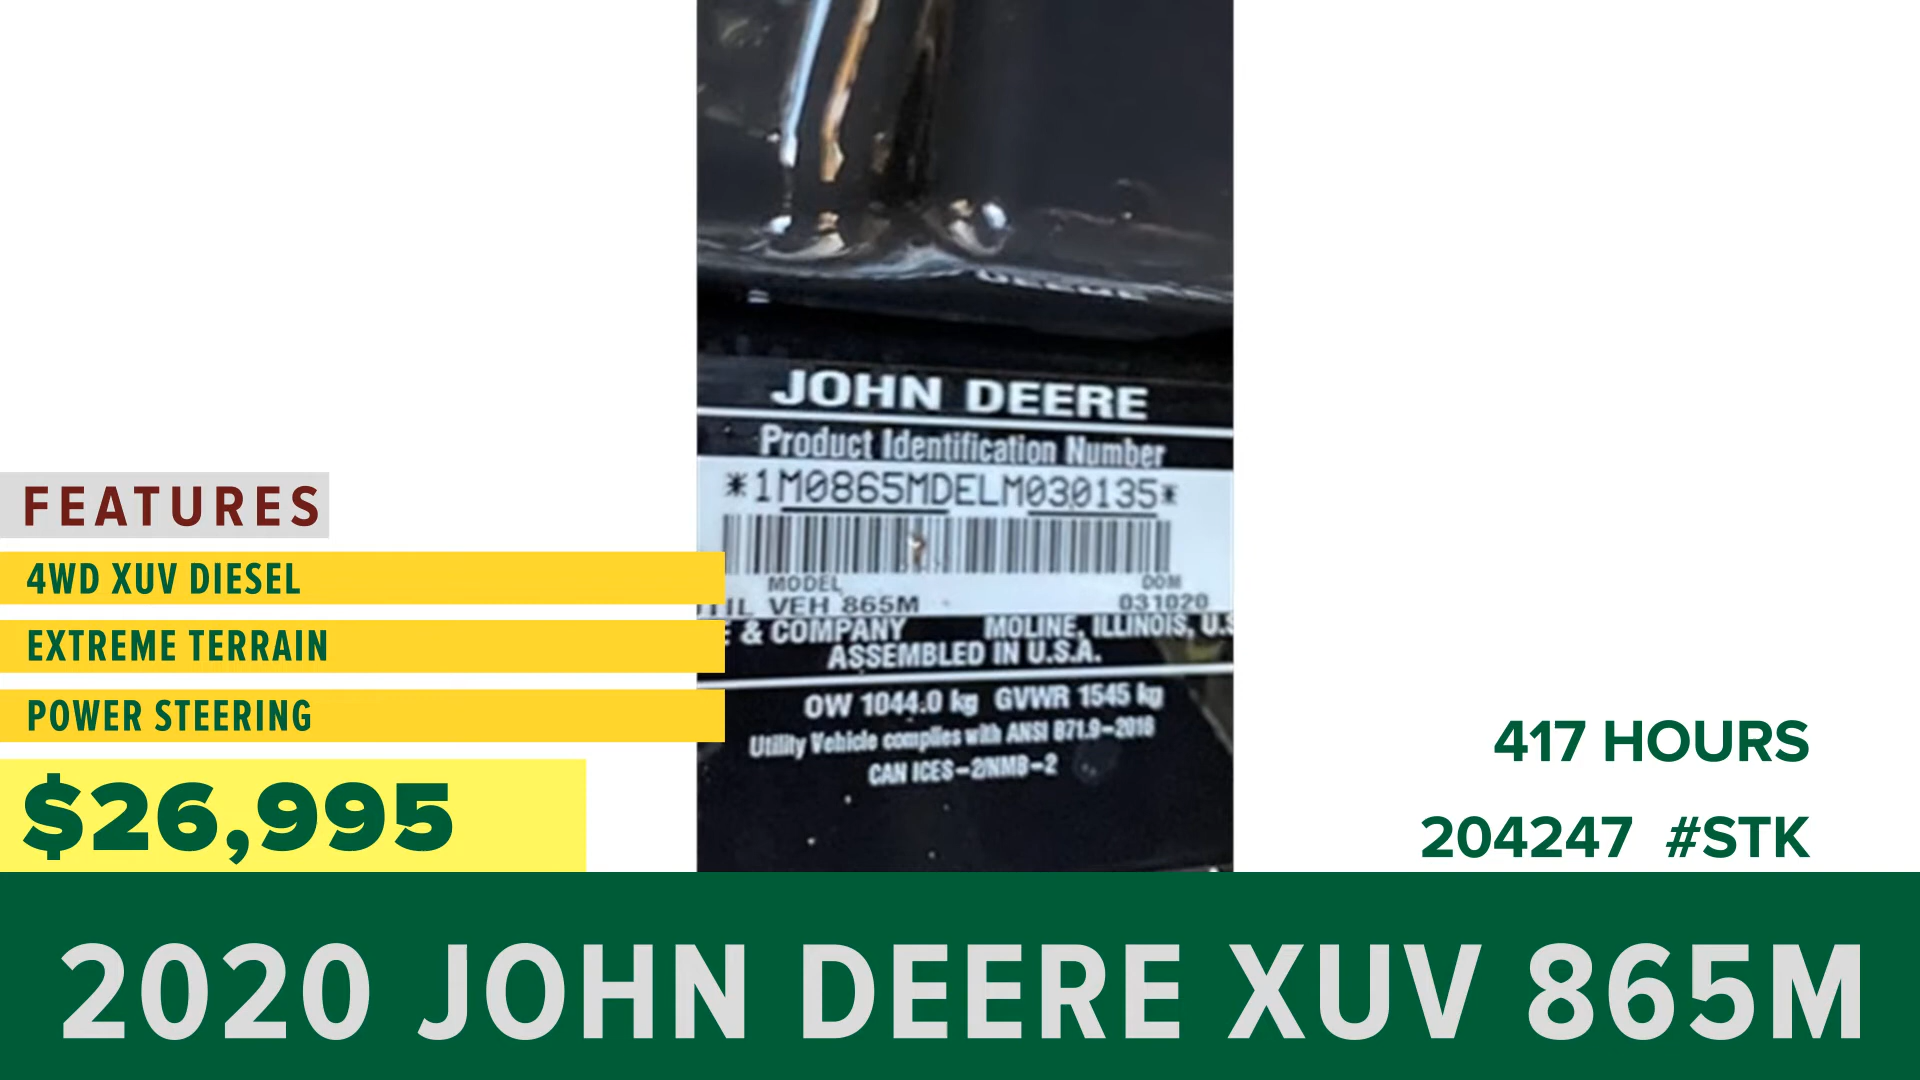 JOHN DEERE
Product Identification Number
*1M0865MDELM030135*
MODEL DOM
VEH 865M 031020
& COMPANY MOLINE, ILLINOIS, U.S
ASSEMBLED IN U.S.A.
OW 1044.0 kg GVWR 1545 kg
Utility Vehicle complies with ANSI B71.9-2016
CAN ICES-2/NMB-2
FEATURES
4WD XUV DIESEL
EXTREME TERRAIN
POWER STEERING
$26,995
417 HOURS
204247 #STK
2020 JOHN DEERE XUV 865M